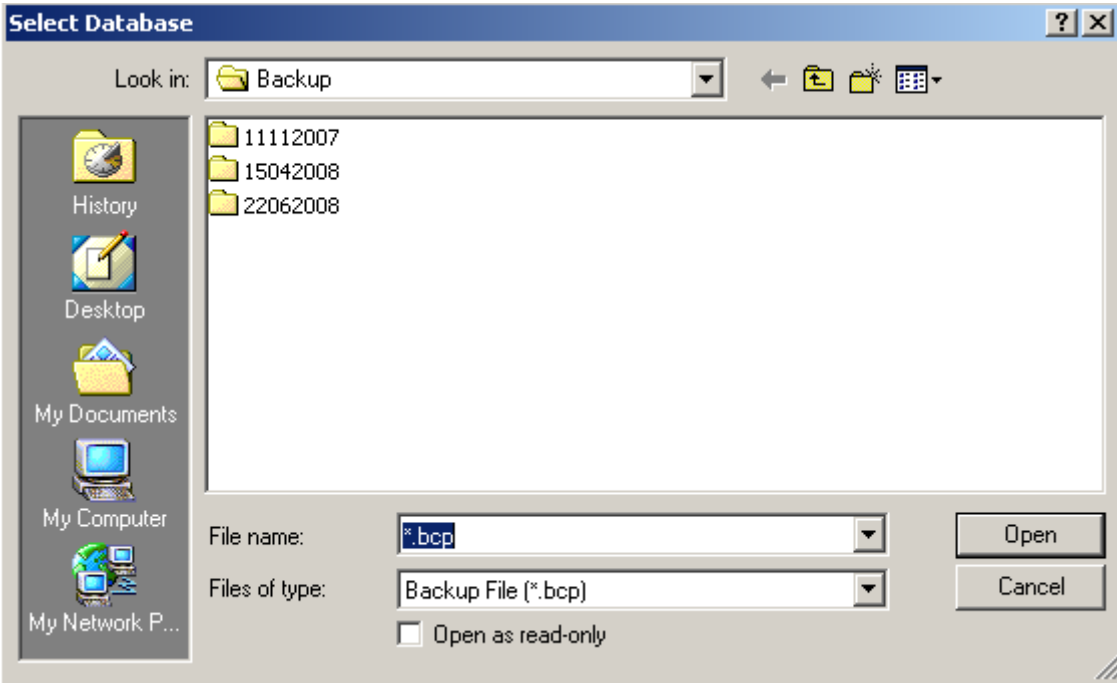 Select Database
Look in: Backup
11112007
15042008
22062008
History
Desktop
My Documents
My Computer
My Network P...
File name: *.bcp Open
Files of type: Backup File (*.bcp) Cancel
Open as read-only